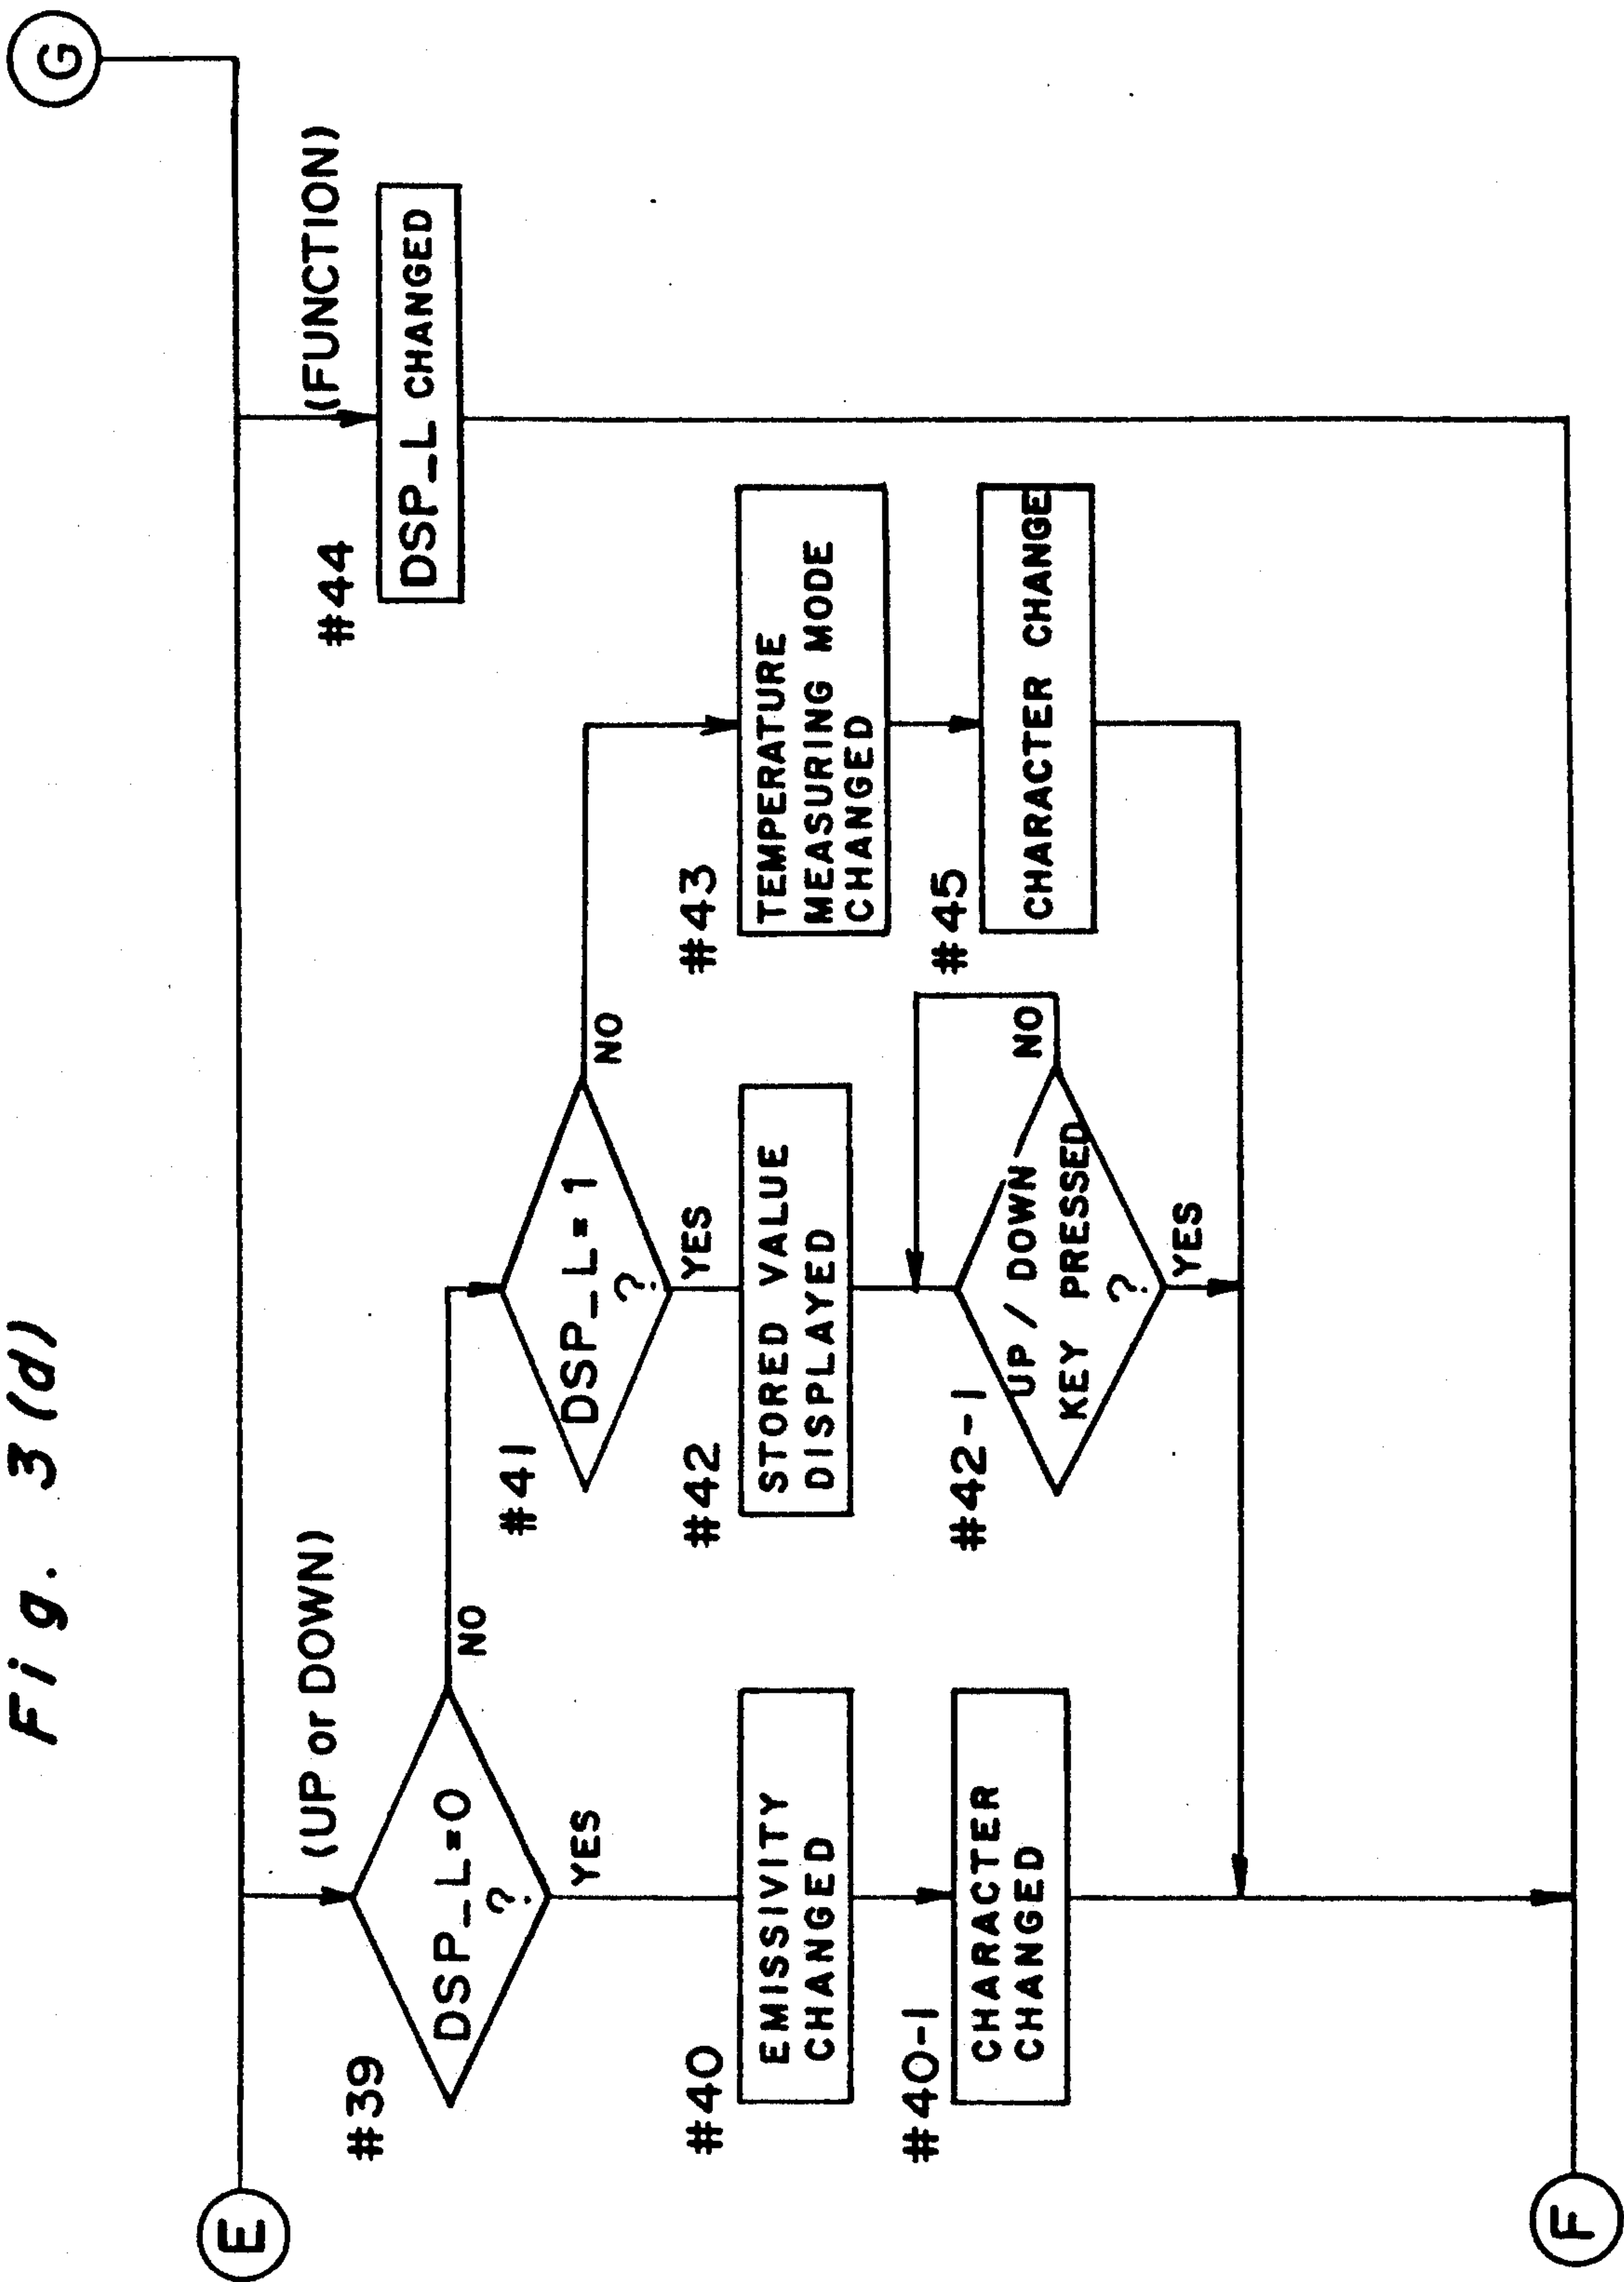 Fig. 3(d)
E
G
(UP or DOWN)
(FUNCTION)
#39
DSP_L=0
?
YES
NO
#44
DSP_L CHANGED
#41
DSP_L=1
?
YES
NO
#40
EMISSIVITY
CHANGED
#42
STORED VALUE
DISPLAYED
#43
TEMPERATURE
MEASURING MODE
CHANGED
#40-1
CHARACTER
CHANGED
#42-1
UP / DOWN
KEY PRESSED
?
NO
YES
#45
CHARACTER CHANGE
F